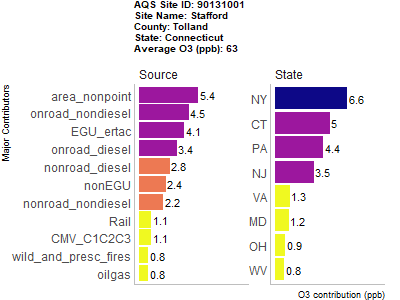 AQS Site ID: 90131001
Site Name: Stafford
County: Tolland
State: Connecticut
Average O3 (ppb): 63
Major Contributors
Source
area_nonpoint 5.4
onroad_nondiesel 4.5
EGU_ertac 4.1
onroad_diesel 3.4
nonroad_diesel 2.8
nonEGU 2.4
nonroad_nondiesel 2.2
Rail 1.1
CMV_C1C2C3 1.1
wild_and_presc_fires 0.8
oilgas 0.8
State
NY 6.6
CT 5
PA 4.4
NJ 3.5
VA 1.3
MD 1.2
OH 0.9
WV 0.8
O3 contribution (ppb)